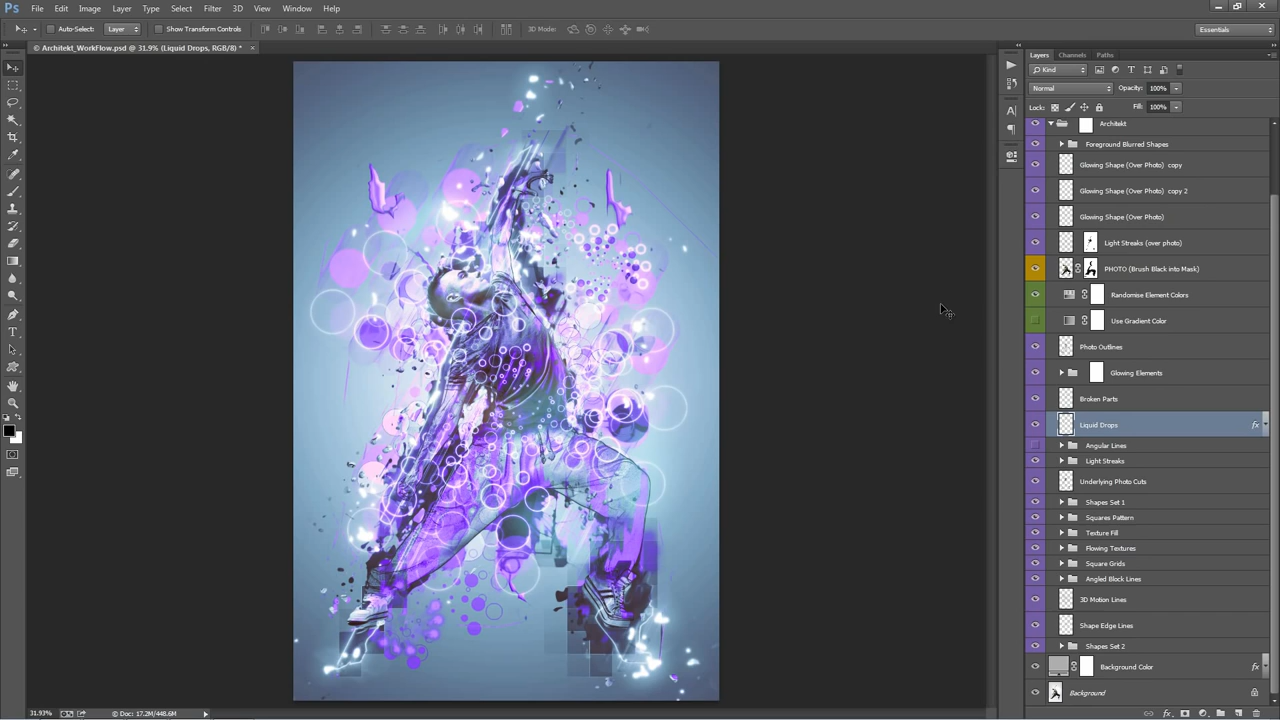 Ps File Edit Image Layer Type Select Filter 3D View Window Help
Auto-Select: Layer Show Transform Controls 3D Mode: Essentials
© Architekt_WorkFlow.psd @ 31.9% (Liquid Drops, RGB/8) * ×
Layers Channels Paths
Kind
Normal Opacity: 100%
Lock: Fill: 100%
Architekt
Foreground Blurred Shapes
Glowing Shape (Over Photo) copy
Glowing Shape (Over Photo) copy 2
Glowing Shape (Over Photo)
Light Streaks (over photo)
PHOTO (Brush Black into Mask)
Randomise Element Colors
Use Gradient Color
Photo Outlines
Glowing Elements
Broken Parts
Liquid Drops fx
Angular Lines
Light Streaks
Underlying Photo Cuts
Shapes Set 1
Squares Pattern
Texture Fill
Flowing Textures
Square Grids
Angled Block Lines
3D Motion Lines
Shape Edge Lines
Shapes Set 2
Background Color fx
Background
31.93% Doc: 17.2M/448.6M fx